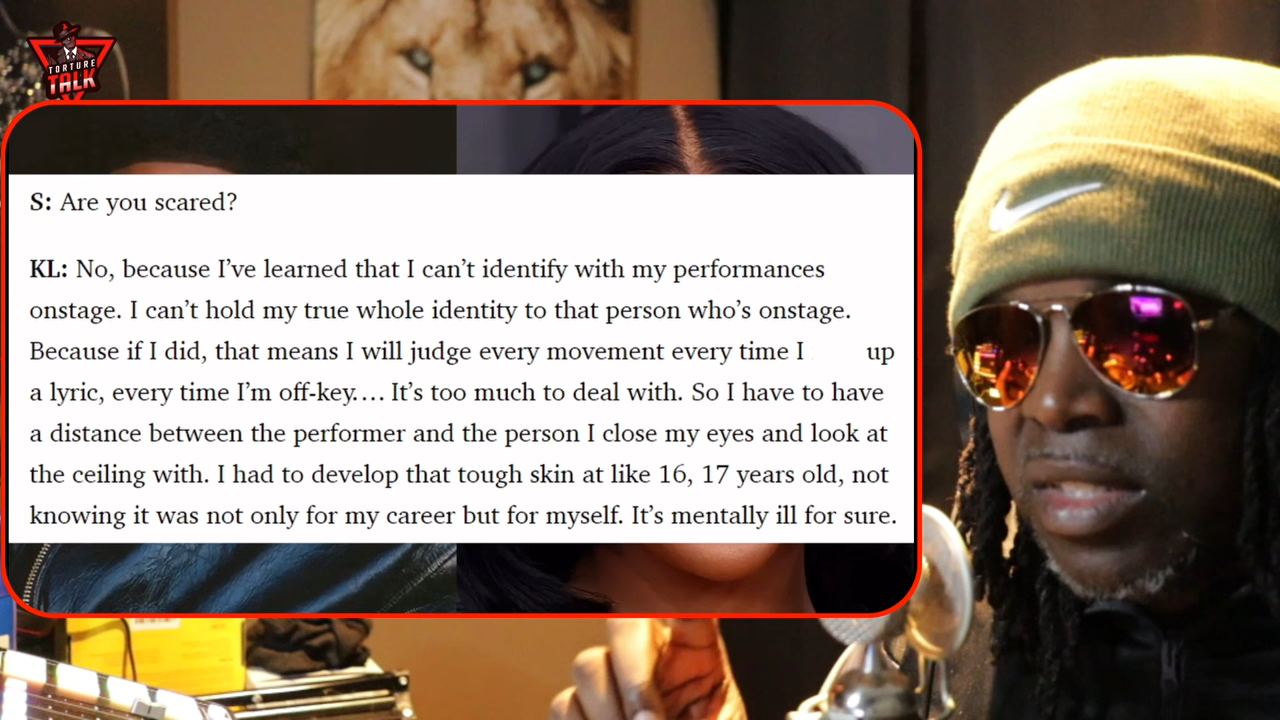 TORTURE
TALK
S: Are you scared?
KL: No, because I’ve learned that I can’t identify with my performances
onstage. I can’t hold my true whole identity to that person who’s onstage.
Because if I did, that means I will judge every movement every time I up
a lyric, every time I’m off-key.... It’s too much to deal with. So I have to have
a distance between the performer and the person I close my eyes and look at
the ceiling with. I had to develop that tough skin at like 16, 17 years old, not
knowing it was not only for my career but for myself. It’s mentally ill for sure.